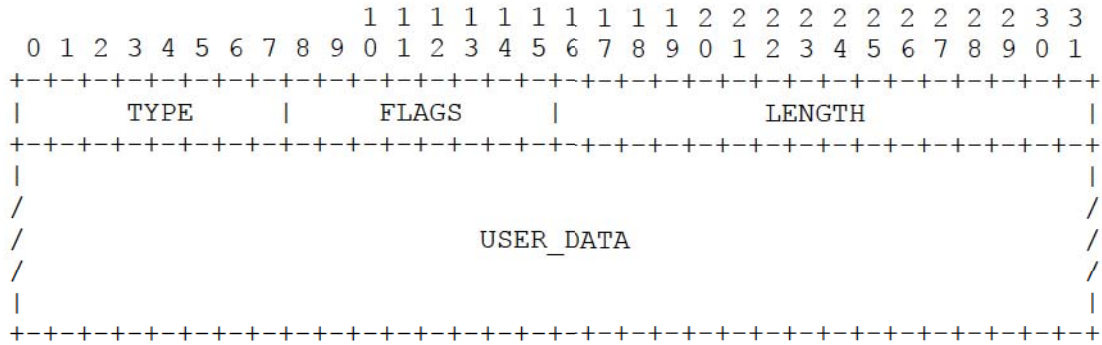 1 1 1 1 1 1 1 1 1 1 2 2 2 2 2 2 2 2 2 2 3 3
0 1 2 3 4 5 6 7 8 9 0 1 2 3 4 5 6 7 8 9 0 1 2 3 4 5 6 7 8 9 0 1
+-+-+-+-+-+-+-+-+-+-+-+-+-+-+-+-+-+-+-+-+-+-+-+-+-+-+-+-+-+-+-+-+
| TYPE | FLAGS | LENGTH |
+-+-+-+-+-+-+-+-+-+-+-+-+-+-+-+-+-+-+-+-+-+-+-+-+-+-+-+-+-+-+-+-+
| |
/ /
/ USER_DATA /
/ /
| |
+-+-+-+-+-+-+-+-+-+-+-+-+-+-+-+-+-+-+-+-+-+-+-+-+-+-+-+-+-+-+-+-+